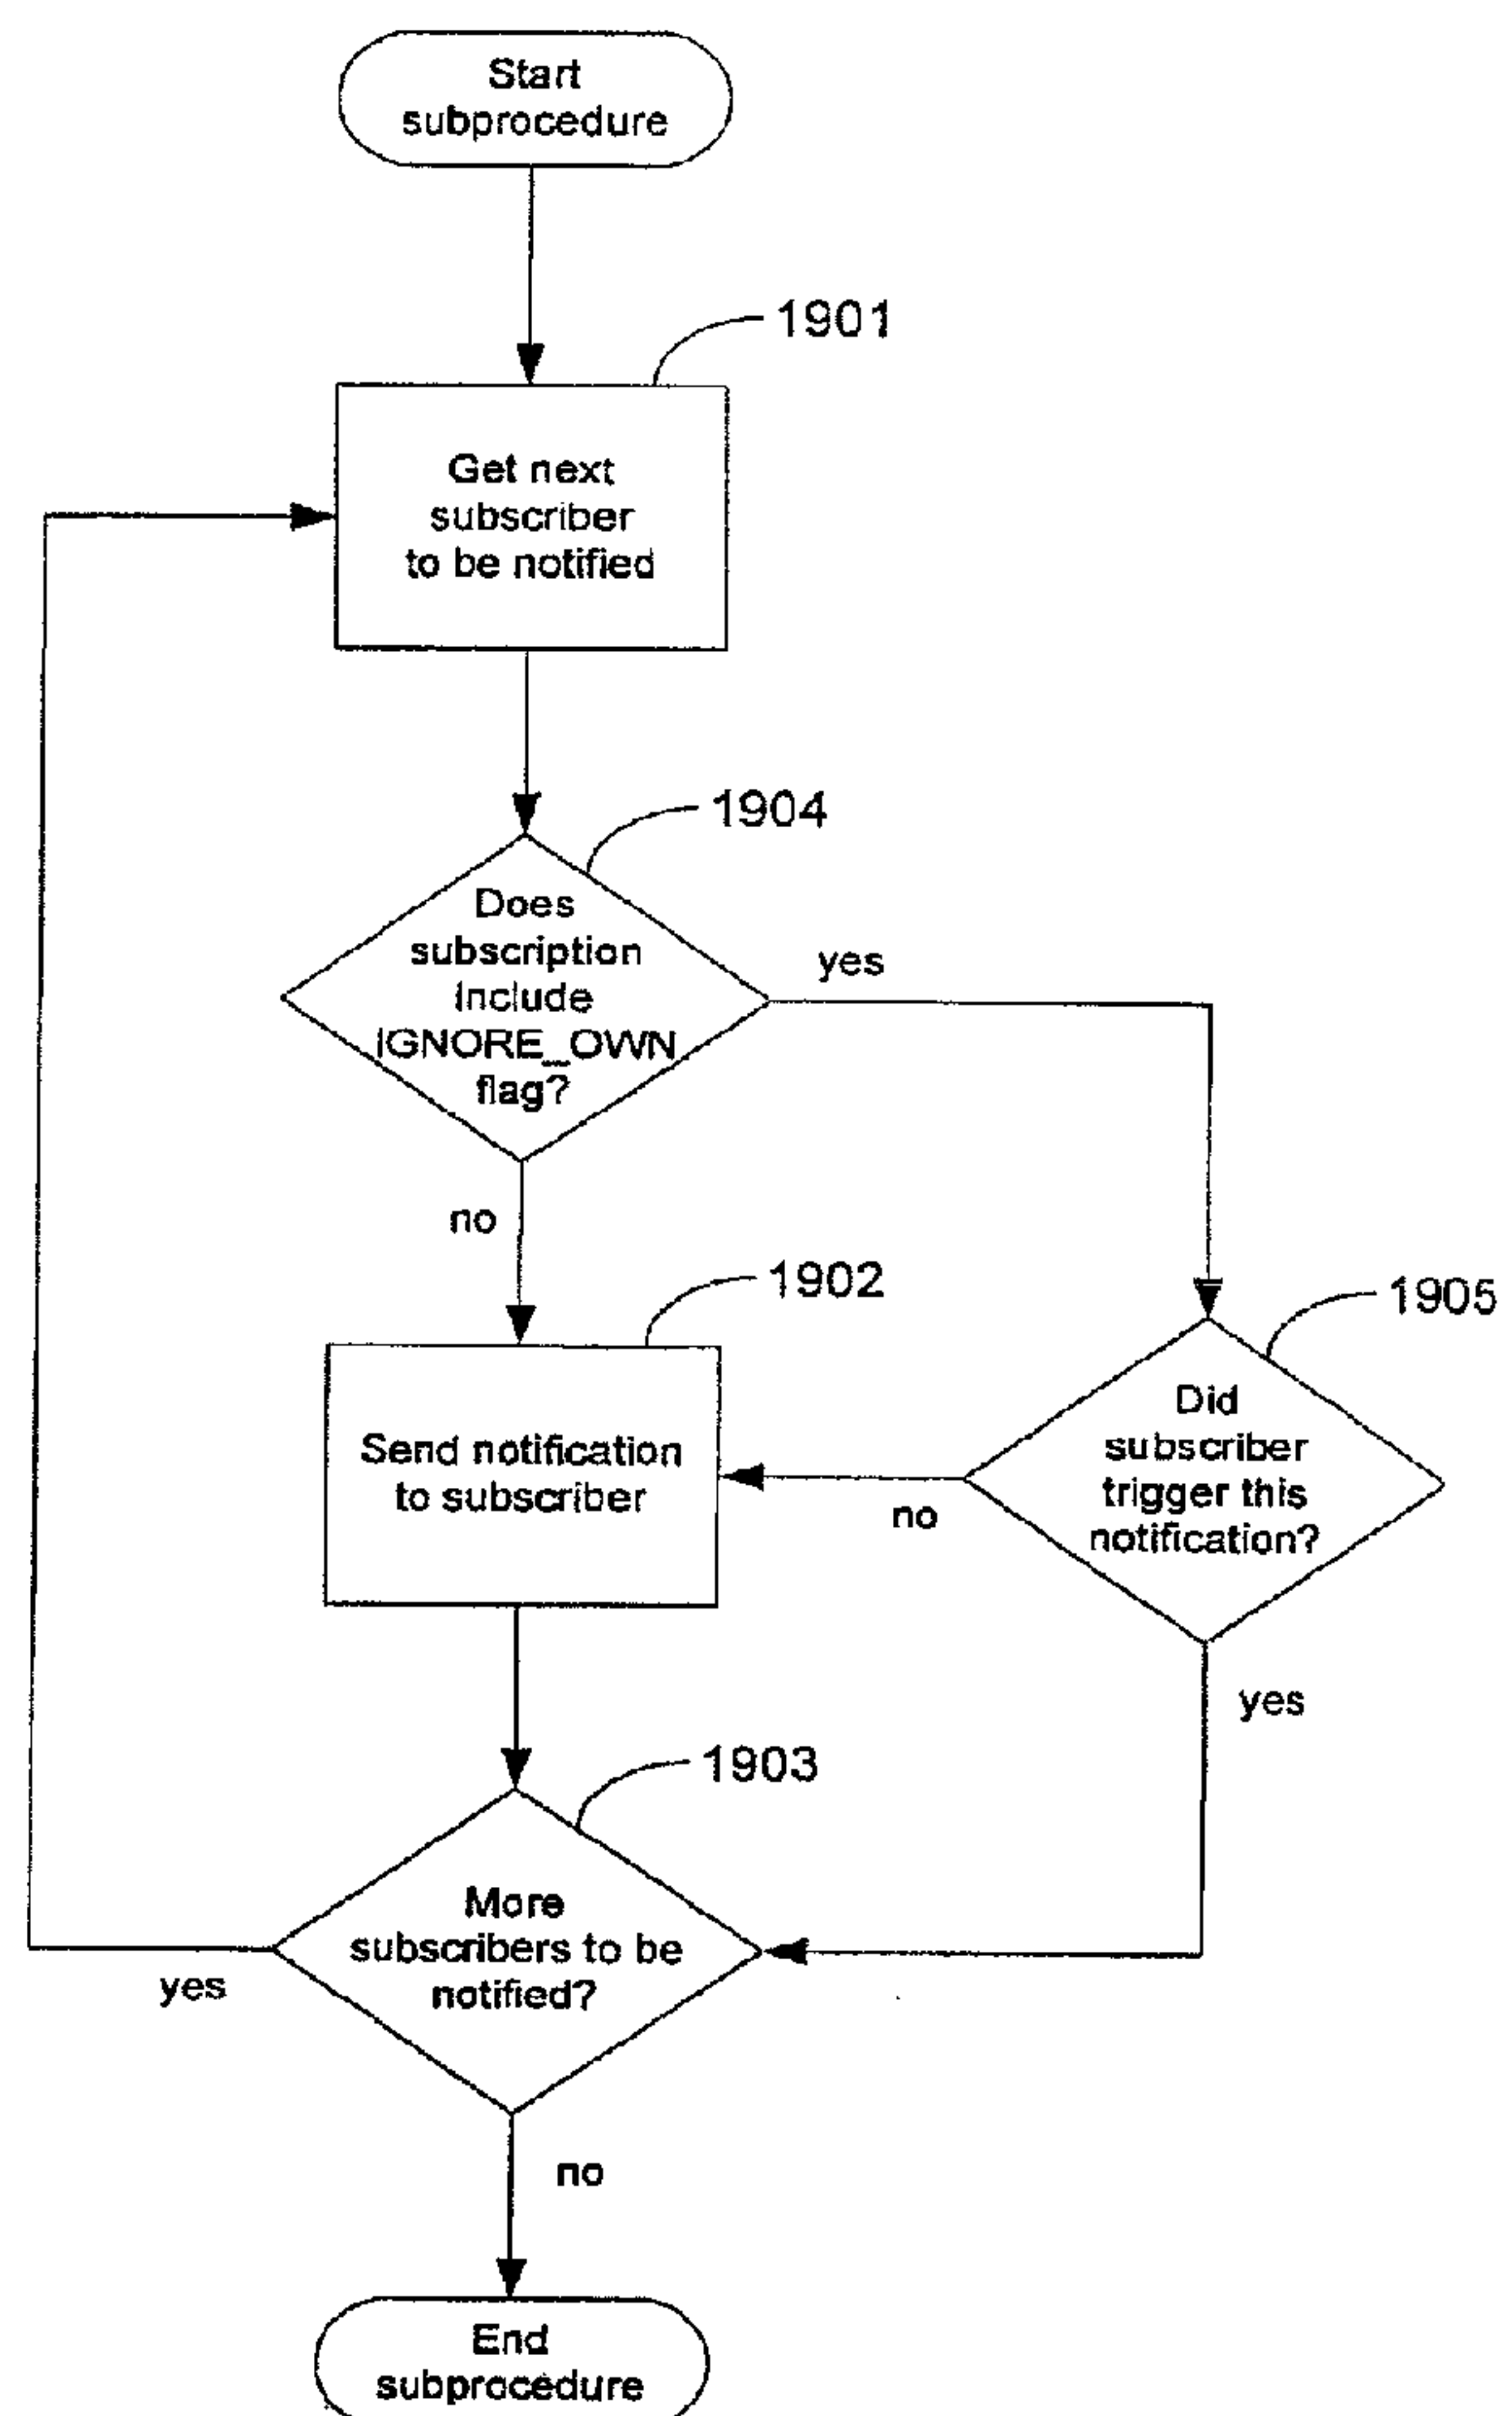 Start
subprocedure
1901
Get next
subscriber
to be notified
1904
Does
subscription
include
IGNORE_OWN
flag?
yes
no
1902
1905
Send notification
to subscriber
Did
subscriber
trigger this
notification?
no
yes
1903
More
subscribers to be
notified?
yes
no
End
subprocedure